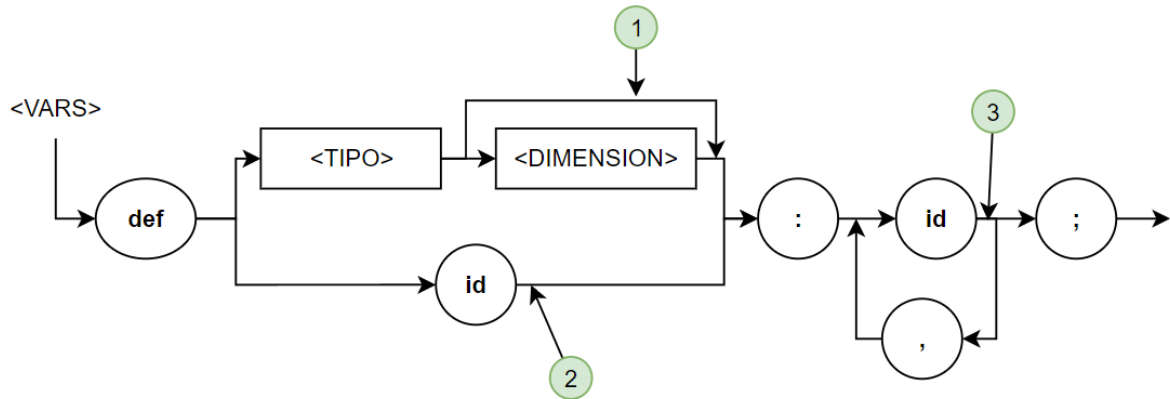 1
<VARS>
3
<TIPO>
<DIMENSION>
def
:
id
;
id
,
2